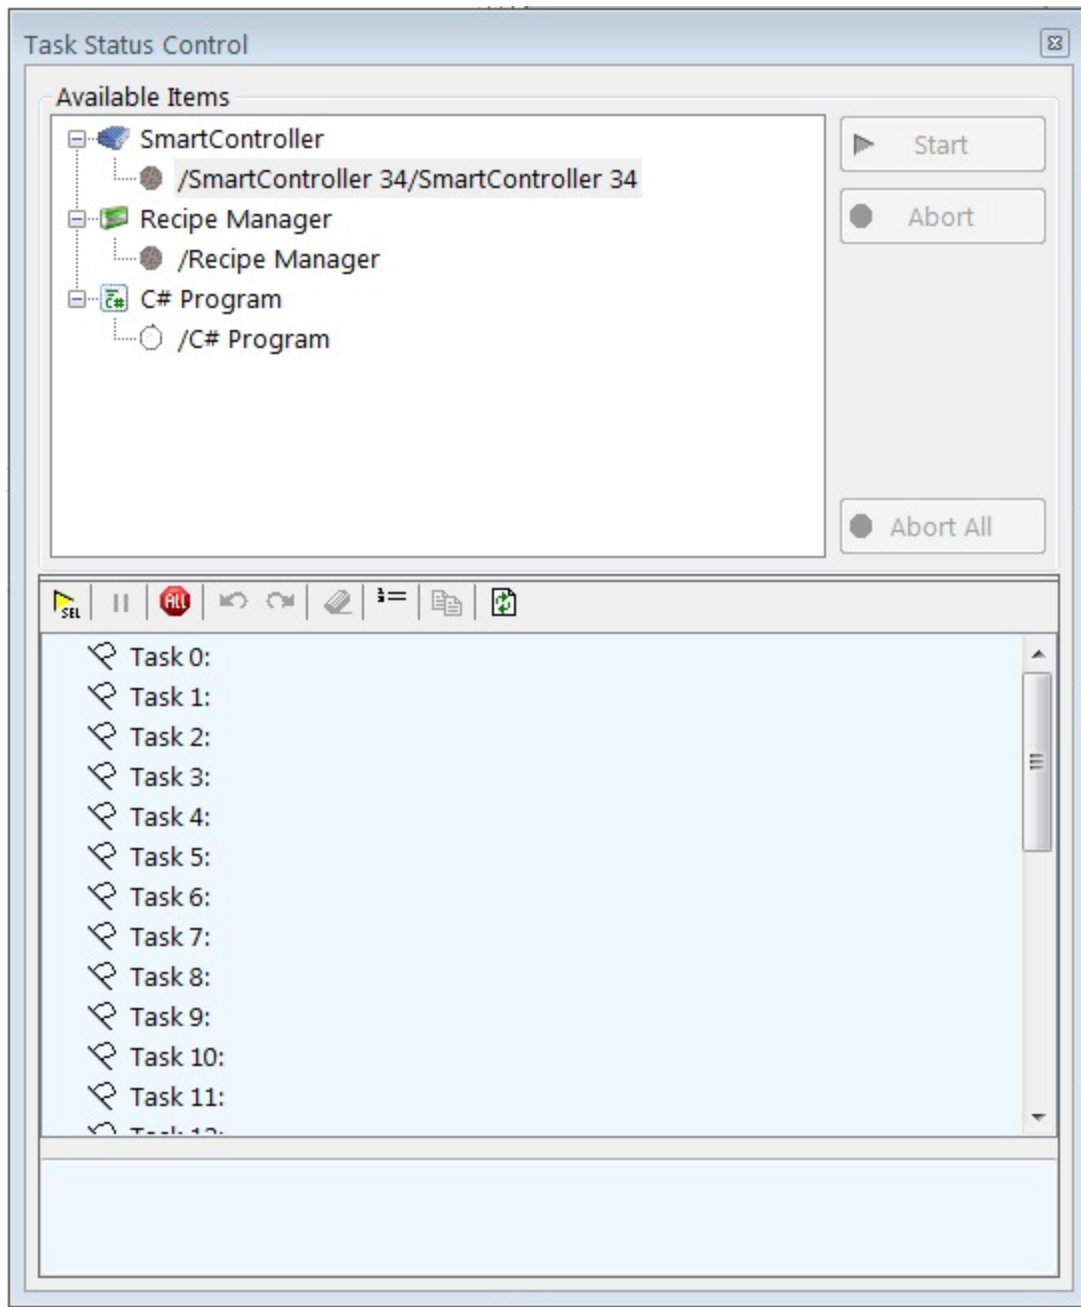 Task Status Control
Available Items
SmartController
/SmartController 34/SmartController 34
Recipe Manager
/Recipe Manager
C# Program
/C# Program
Start
Abort
Abort All
SEL
ALL
Task 0:
Task 1:
Task 2:
Task 3:
Task 4:
Task 5:
Task 6:
Task 7:
Task 8:
Task 9:
Task 10:
Task 11:
Task 12: